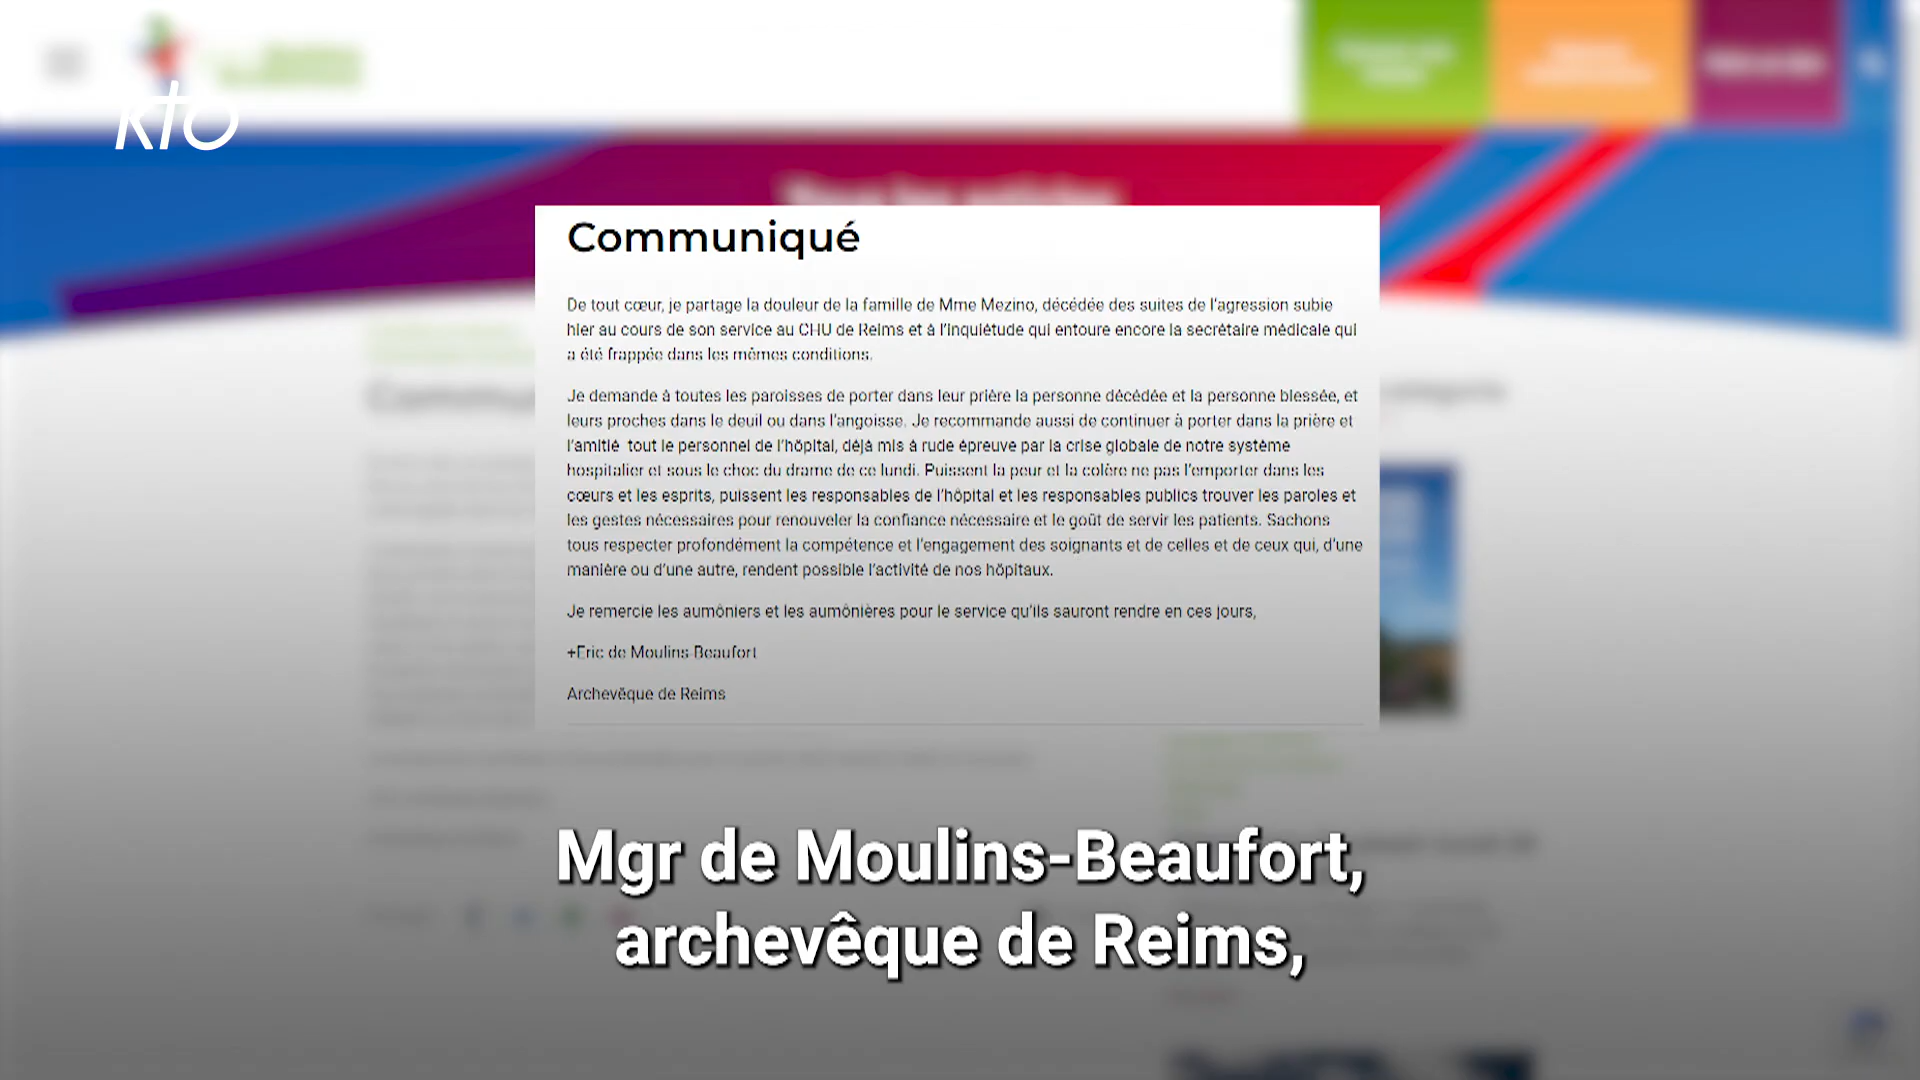 kto
Communiqué
De tout cœur, je partage la douleur de la famille de Mme Mezino, décédée des suites de l'agression subie
hier au cours de son service au CHU de Reims et à l'inquiétude qui entoure encore la secrétaire médicale qui
a été frappée dans les mêmes conditions.
Je demande à toutes les paroisses de porter dans leur prière la personne décédée et la personne blessée, et
leurs proches dans le deuil ou dans l'angoisse. Je recommande aussi de continuer à porter dans la prière et
l'amitié tout le personnel de l'hôpital, déjà mis à rude épreuve par la crise globale de notre système
hospitalier et sous le choc du drame de ce lundi. Puissent la peur et la colère ne pas l'emporter dans les
cœurs et les esprits, puissent les responsables de l'hôpital et les responsables publics trouver les paroles et
les gestes nécessaires pour renouveler la confiance nécessaire et le goût de servir les patients. Sachons
tous respecter profondément la compétence et l'engagement des soignants et de celles et de ceux qui, d'une
manière ou d'une autre, rendent possible l'activité de nos hôpitaux.
Je remercie les aumôniers et les aumônières pour le service qu'ils sauront rendre en ces jours,
+Eric de Moulins-Beaufort
Archevêque de Reims
Mgr de Moulins-Beaufort,
archevêque de Reims,